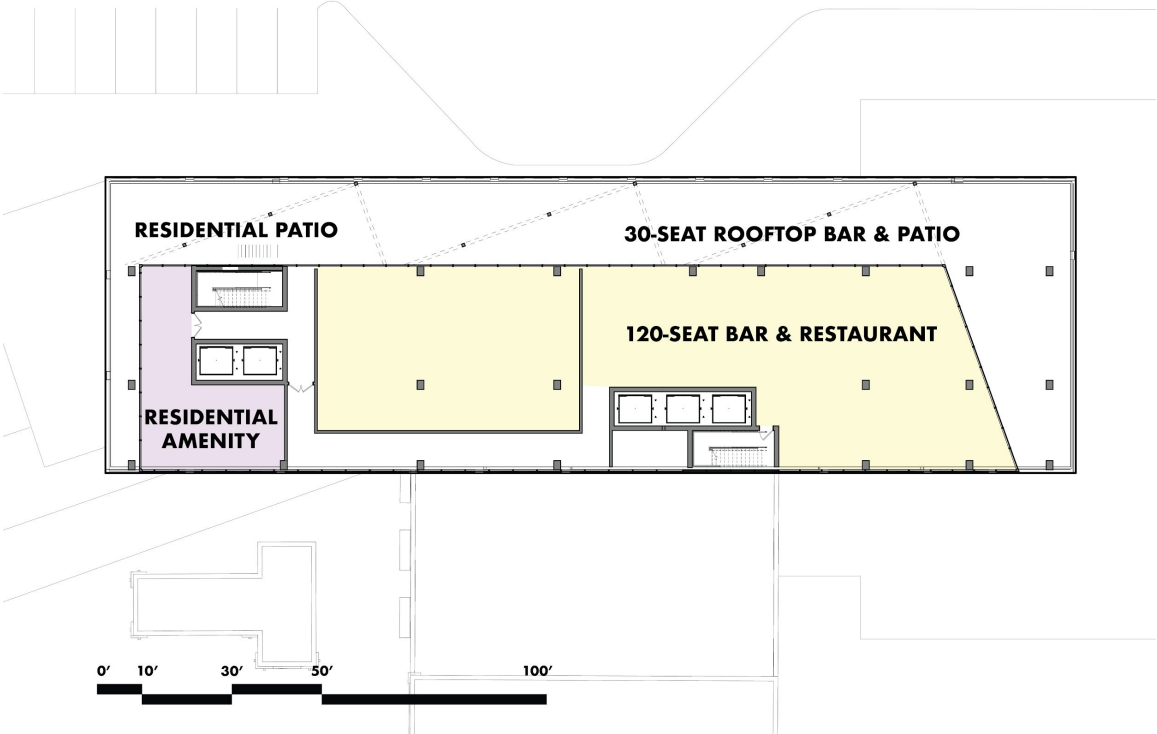 RESIDENTIAL PATIO
30-SEAT ROOFTOP BAR & PATIO
120-SEAT BAR & RESTAURANT
RESIDENTIAL
AMENITY
0′ 10′ 30′ 50′ 100′